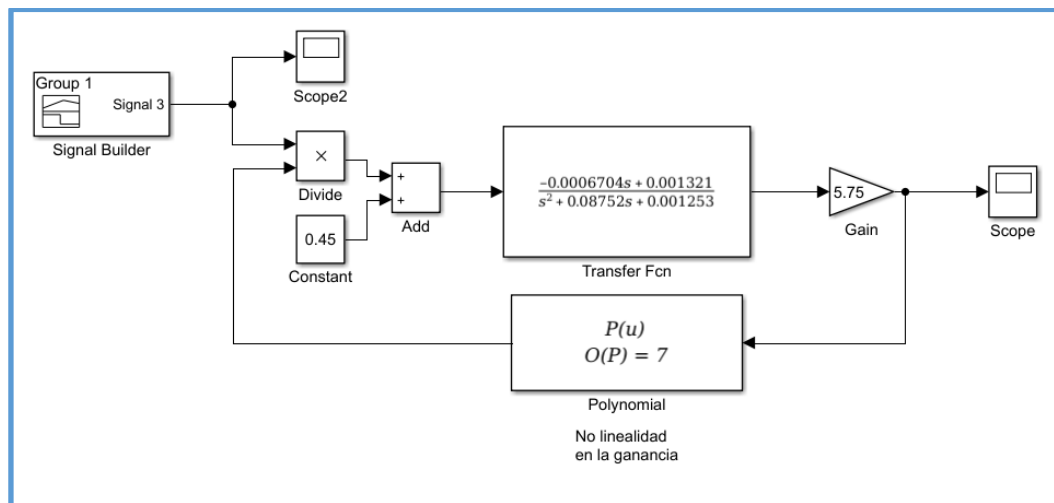 Group 1
Signal 3
Signal Builder
Scope2
×
Divide
+
+
Add
0.45
Constant
-0.0006704s + 0.001321
s² + 0.08752s + 0.001253
Transfer Fcn
5.75
Gain
Scope
P(u)
O(P) = 7
Polynomial
No linealidad
en la ganancia